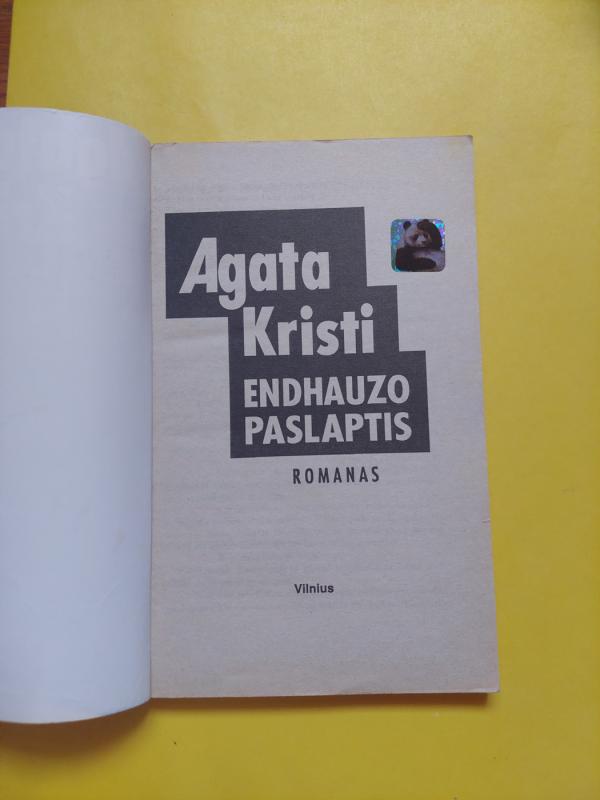 Agata
Kristi
ENDHAUZO
PASLAPTIS
ROMANAS
Vilnius